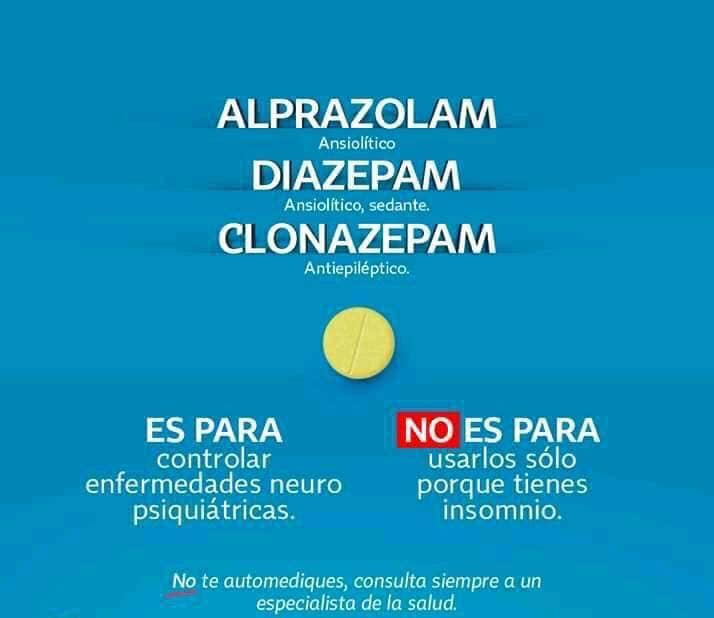 ALPRAZOLAM
Ansiolítico
DIAZEPAM
Ansiolítico, sedante.
CLONAZEPAM
Antiepiléptico.
ES PARA
controlar
enfermedades neuro
psiquiátricas.
NO ES PARA
usarlos sólo
porque tienes
insomnio.
No te automediques, consulta siempre a un
especialista de la salud.